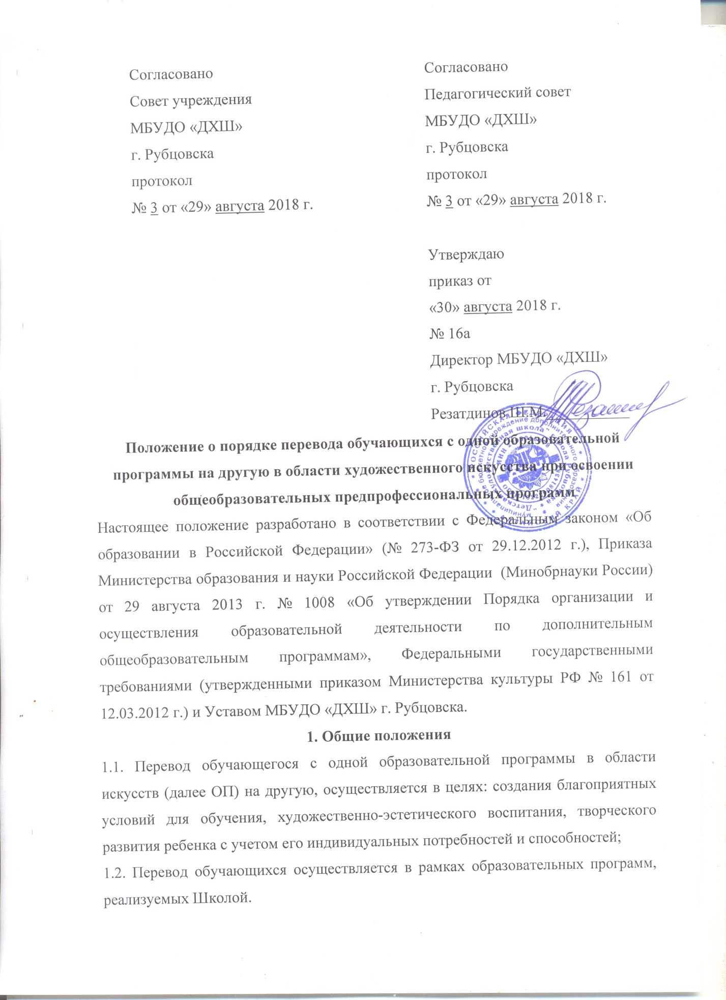 Согласовано
Совет учреждения
МБУДО «ДХШ»
г. Рубцовска
протокол
№ 3 от «29» августа 2018 г.
Согласовано
Педагогический совет
МБУДО «ДХШ»
г. Рубцовска
протокол
№ 3 от «29» августа 2018 г.
Утверждаю
приказ от
«30» августа 2018 г.
№ 16а
Директор МБУДО «ДХШ»
г. Рубцовска
Резатдинов Ш.М.
Положение о порядке перевода обучающихся с одной образовательной
программы на другую в области художественного искусства при освоении
общеобразовательных предпрофессиональных программ
Настоящее положение разработано в соответствии с Федеральным законом «Об
образовании в Российской Федерации» (№ 273-ФЗ от 29.12.2012 г.), Приказа
Министерства образования и науки Российской Федерации (Минобрнауки России)
от 29 августа 2013 г. № 1008 «Об утверждении Порядка организации и
осуществления образовательной деятельности по дополнительным
общеобразовательным программам», Федеральными государственными
требованиями (утвержденными приказом Министерства культуры РФ № 161 от
12.03.2012 г.) и Уставом МБУДО «ДХШ» г. Рубцовска.
1. Общие положения
1.1. Перевод обучающегося с одной образовательной программы в области
искусств (далее ОП) на другую, осуществляется в целях: создания благоприятных
условий для обучения, художественно-эстетического воспитания, творческого
развития ребенка с учетом его индивидуальных потребностей и способностей;
1.2. Перевод обучающихся осуществляется в рамках образовательных программ,
реализуемых Школой.